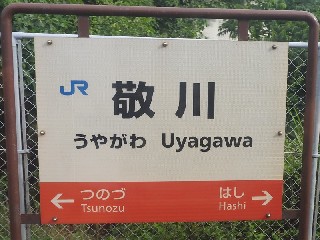 JR 敬川
うやがわ Uyagawa
← つのづ はし →
Tsunozu Hashi